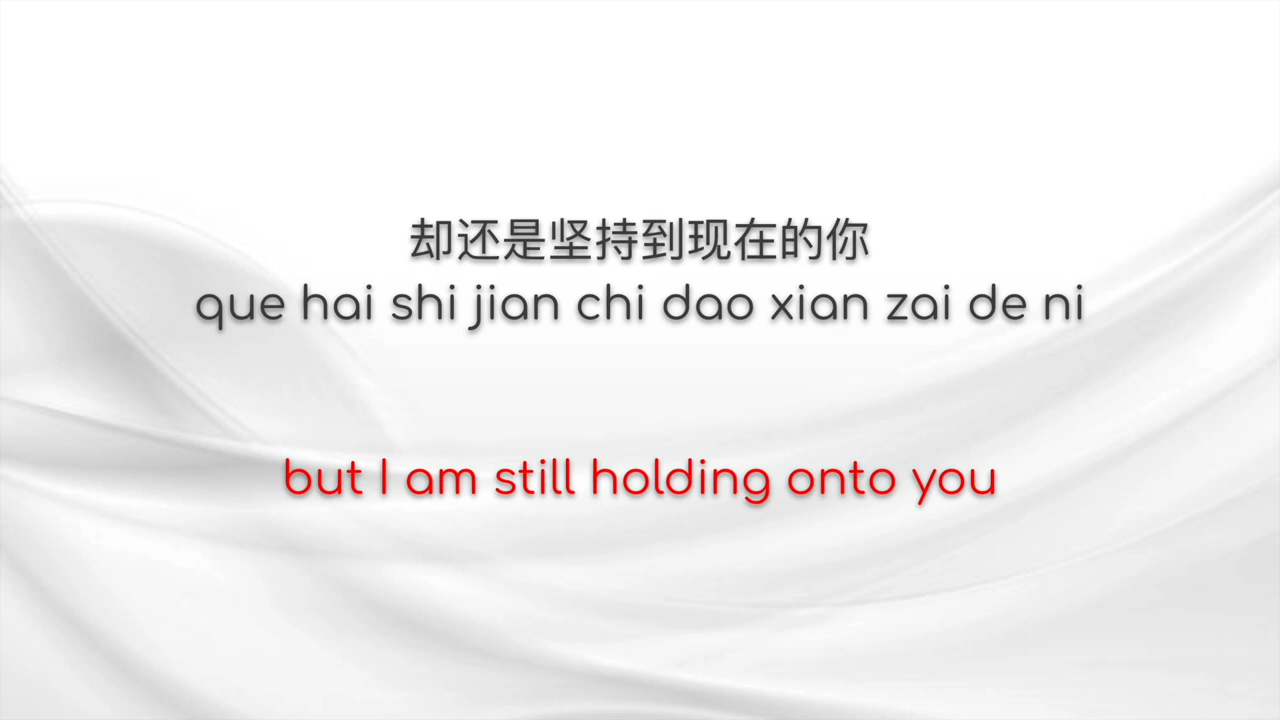 却还是坚持到现在的你
que hai shi jian chi dao xian zai de ni
but I am still holding onto you